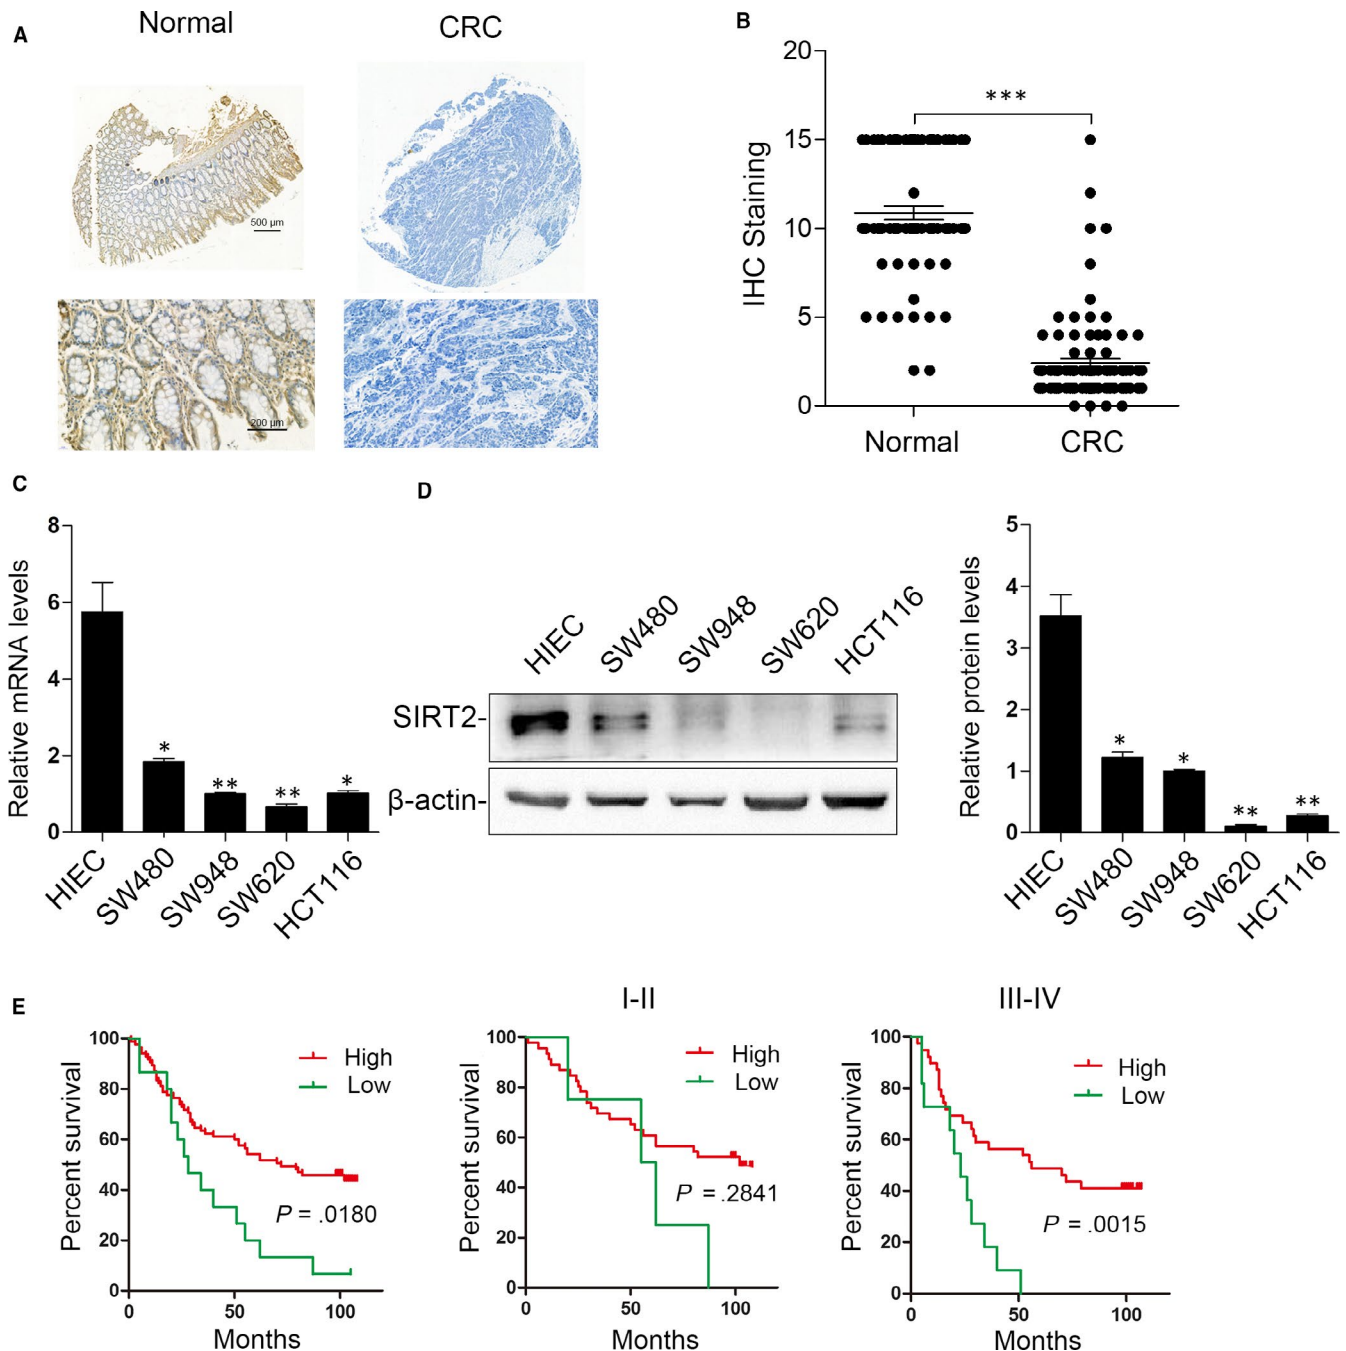 A
Normal
CRC
500 µm
200 µm
B
20
15
10
5
0
IHC Staining
***
Normal
CRC
C
8
6
4
2
0
Relative mRNA levels
*
**
**
*
HIEC
SW480
SW948
SW620
HCT116
D
HIEC
SW480
SW948
SW620
HCT116
SIRT2-
β-actin-
5
4
3
2
1
0
Relative protein levels
*
*
**
**
HIEC
SW480
SW948
SW620
HCT116
E
100
80
60
40
20
0
Percent survival
High
Low
P = .0180
0 50 100
Months
I-II
100
80
60
40
20
0
Percent survival
High
Low
P = .2841
0 50 100
Months
III-IV
100
80
60
40
20
0
Percent survival
High
Low
P = .0015
0 50 100
Months